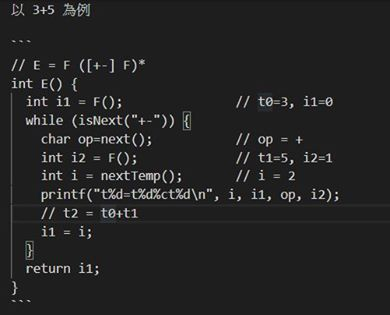 以 3+5 為例
```
// E = F ([+-] F)*
int E() {
int i1 = F(); // t0=3, i1=0
while (isNext("+-")) {
char op=next(); // op = +
int i2 = F(); // t1=5, i2=1
int i = nextTemp(); // i = 2
printf("t%d=t%d%ct%d\n", i, i1, op, i2);
// t2 = t0+t1
i1 = i;
}
return i1;
}
```